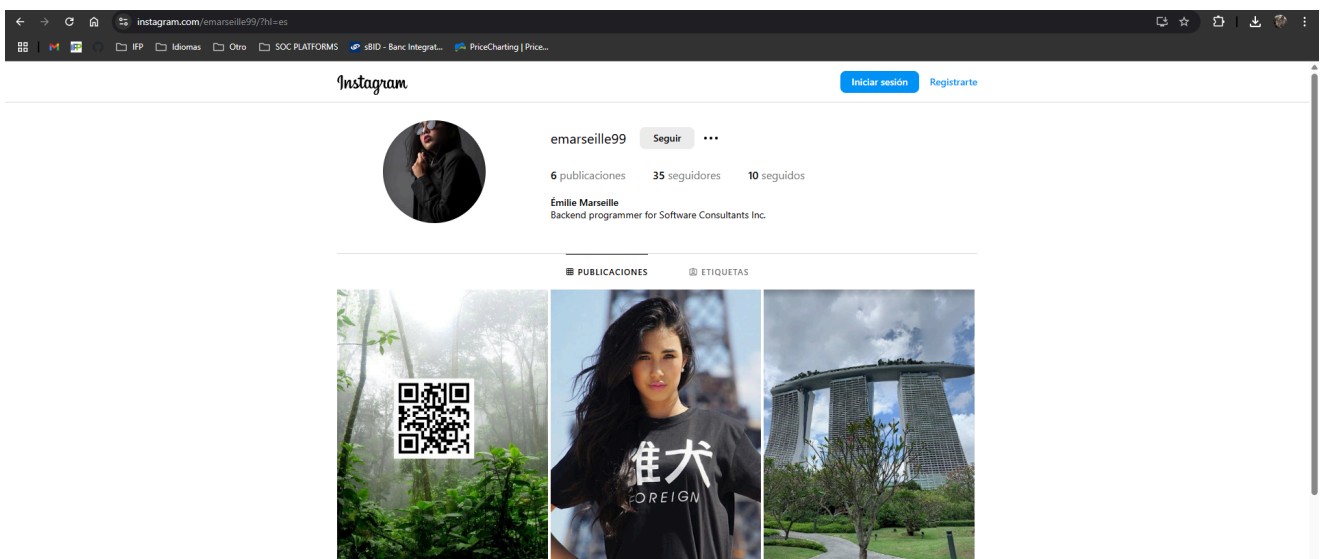 instagram.com/emarseille99/?hl=es
IFP Idiomas Otro SOC PLATFORMS sBID - Banc Integrat... PriceCharting | Price...
Instagram
Iniciar sesión Registrarte
emarseille99 Seguir
6 publicaciones 35 seguidores 10 seguidos
Émilie Marseille
Backend programmer for Software Consultants Inc.
PUBLICACIONES ETIQUETAS
犬
OREIGN